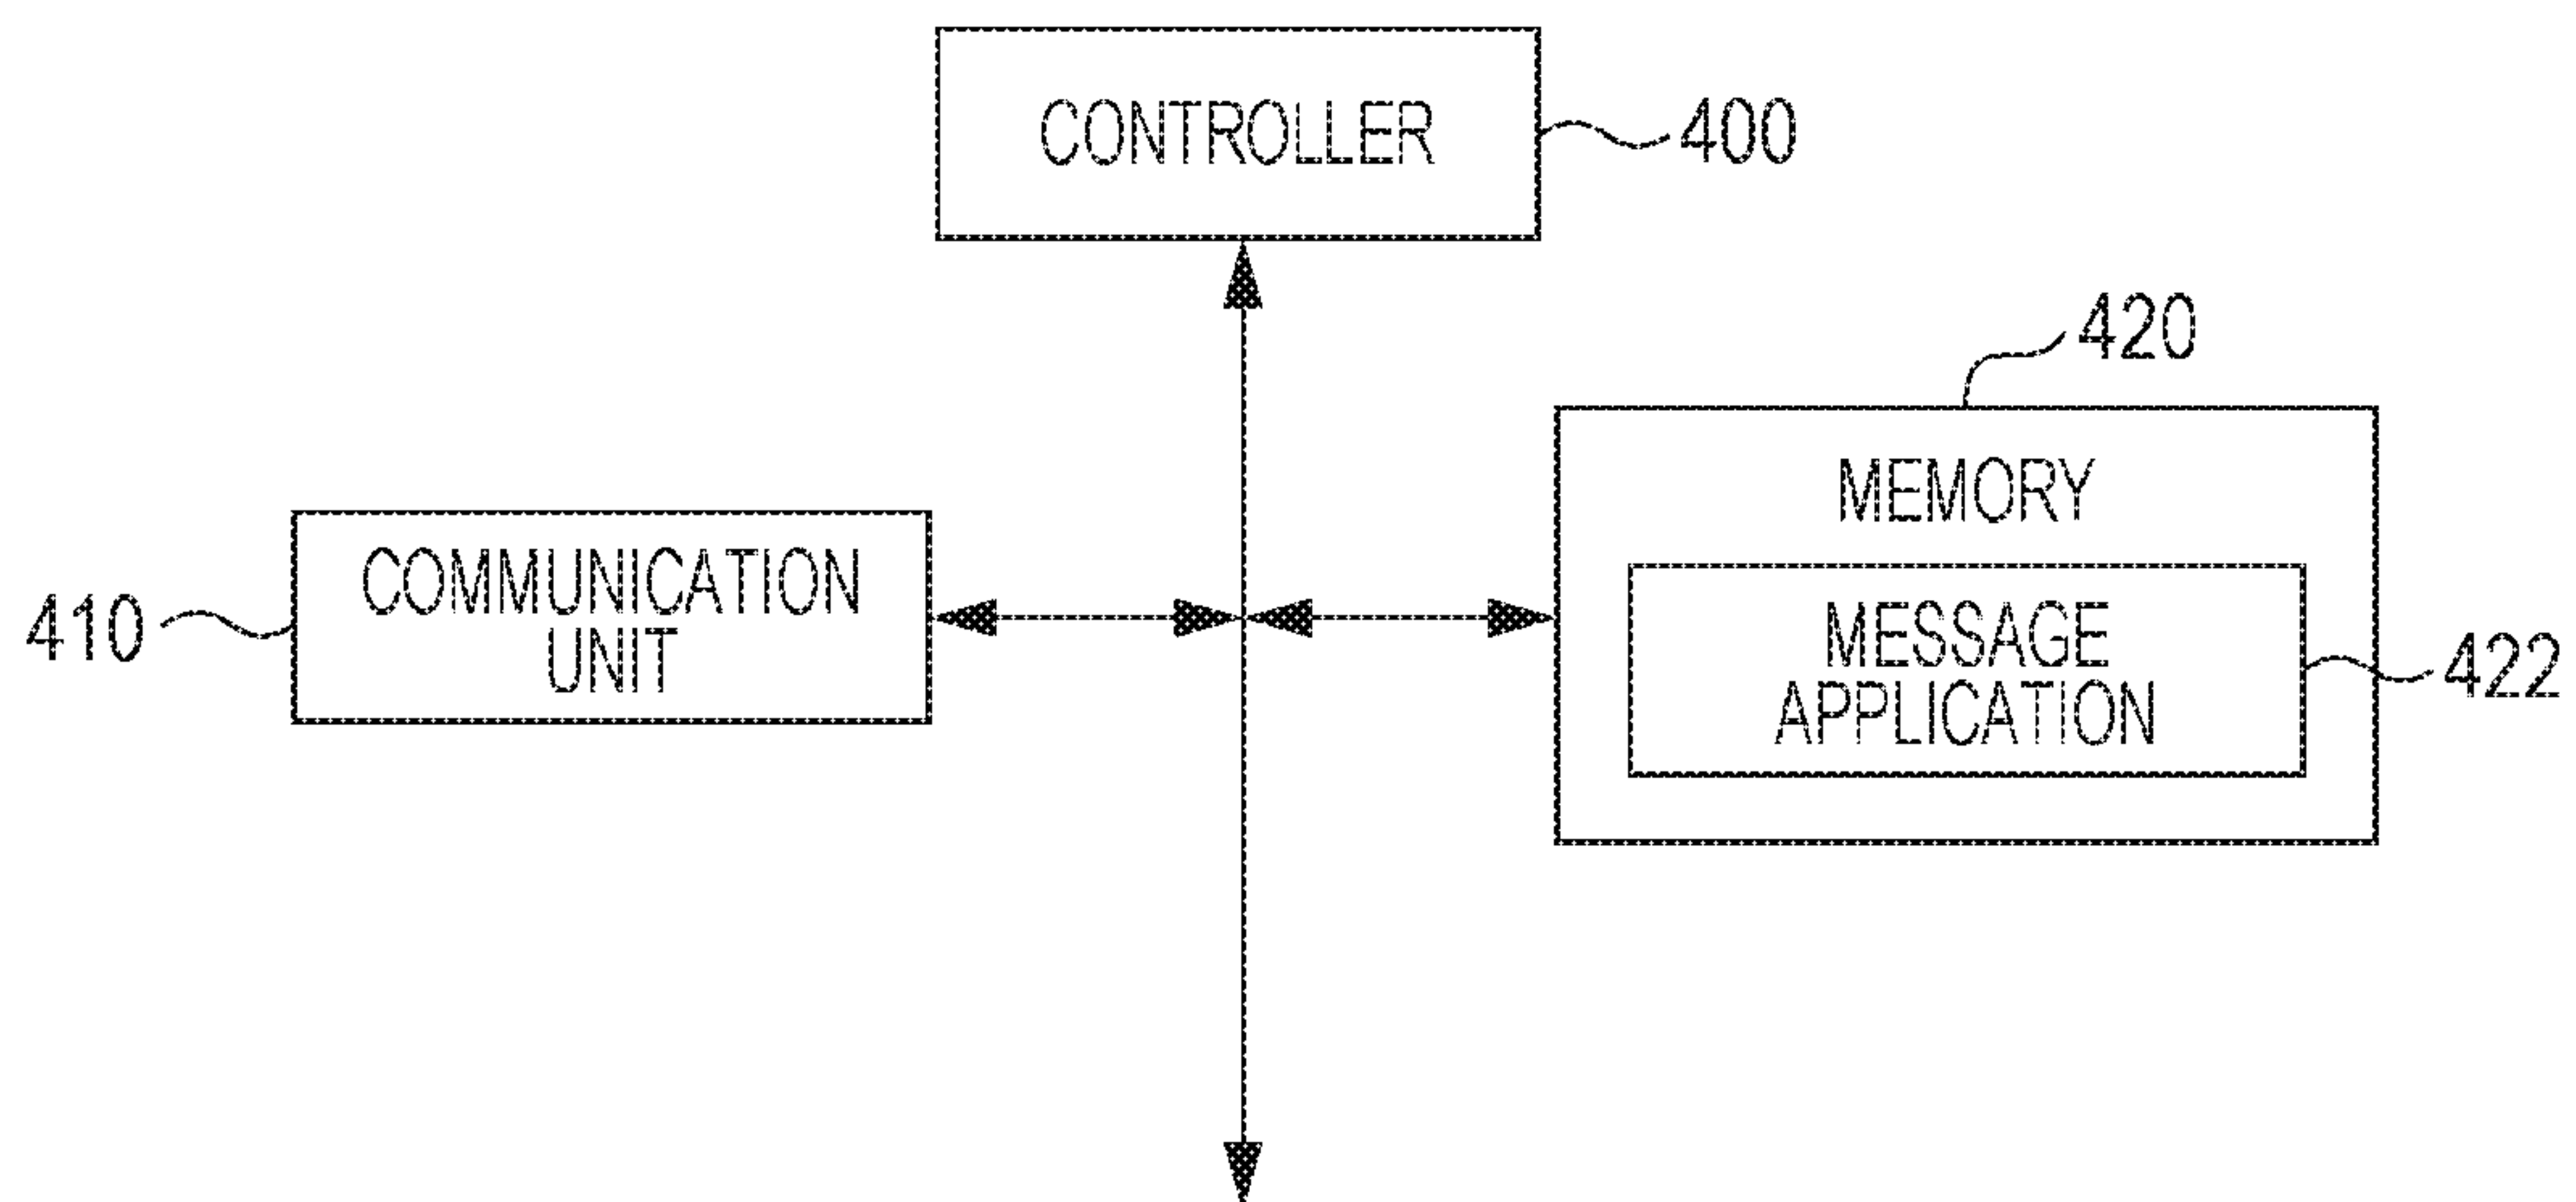 CONTROLLER
400
420
MEMORY
410
COMMUNICATION
UNIT
MESSAGE
APPLICATION
422